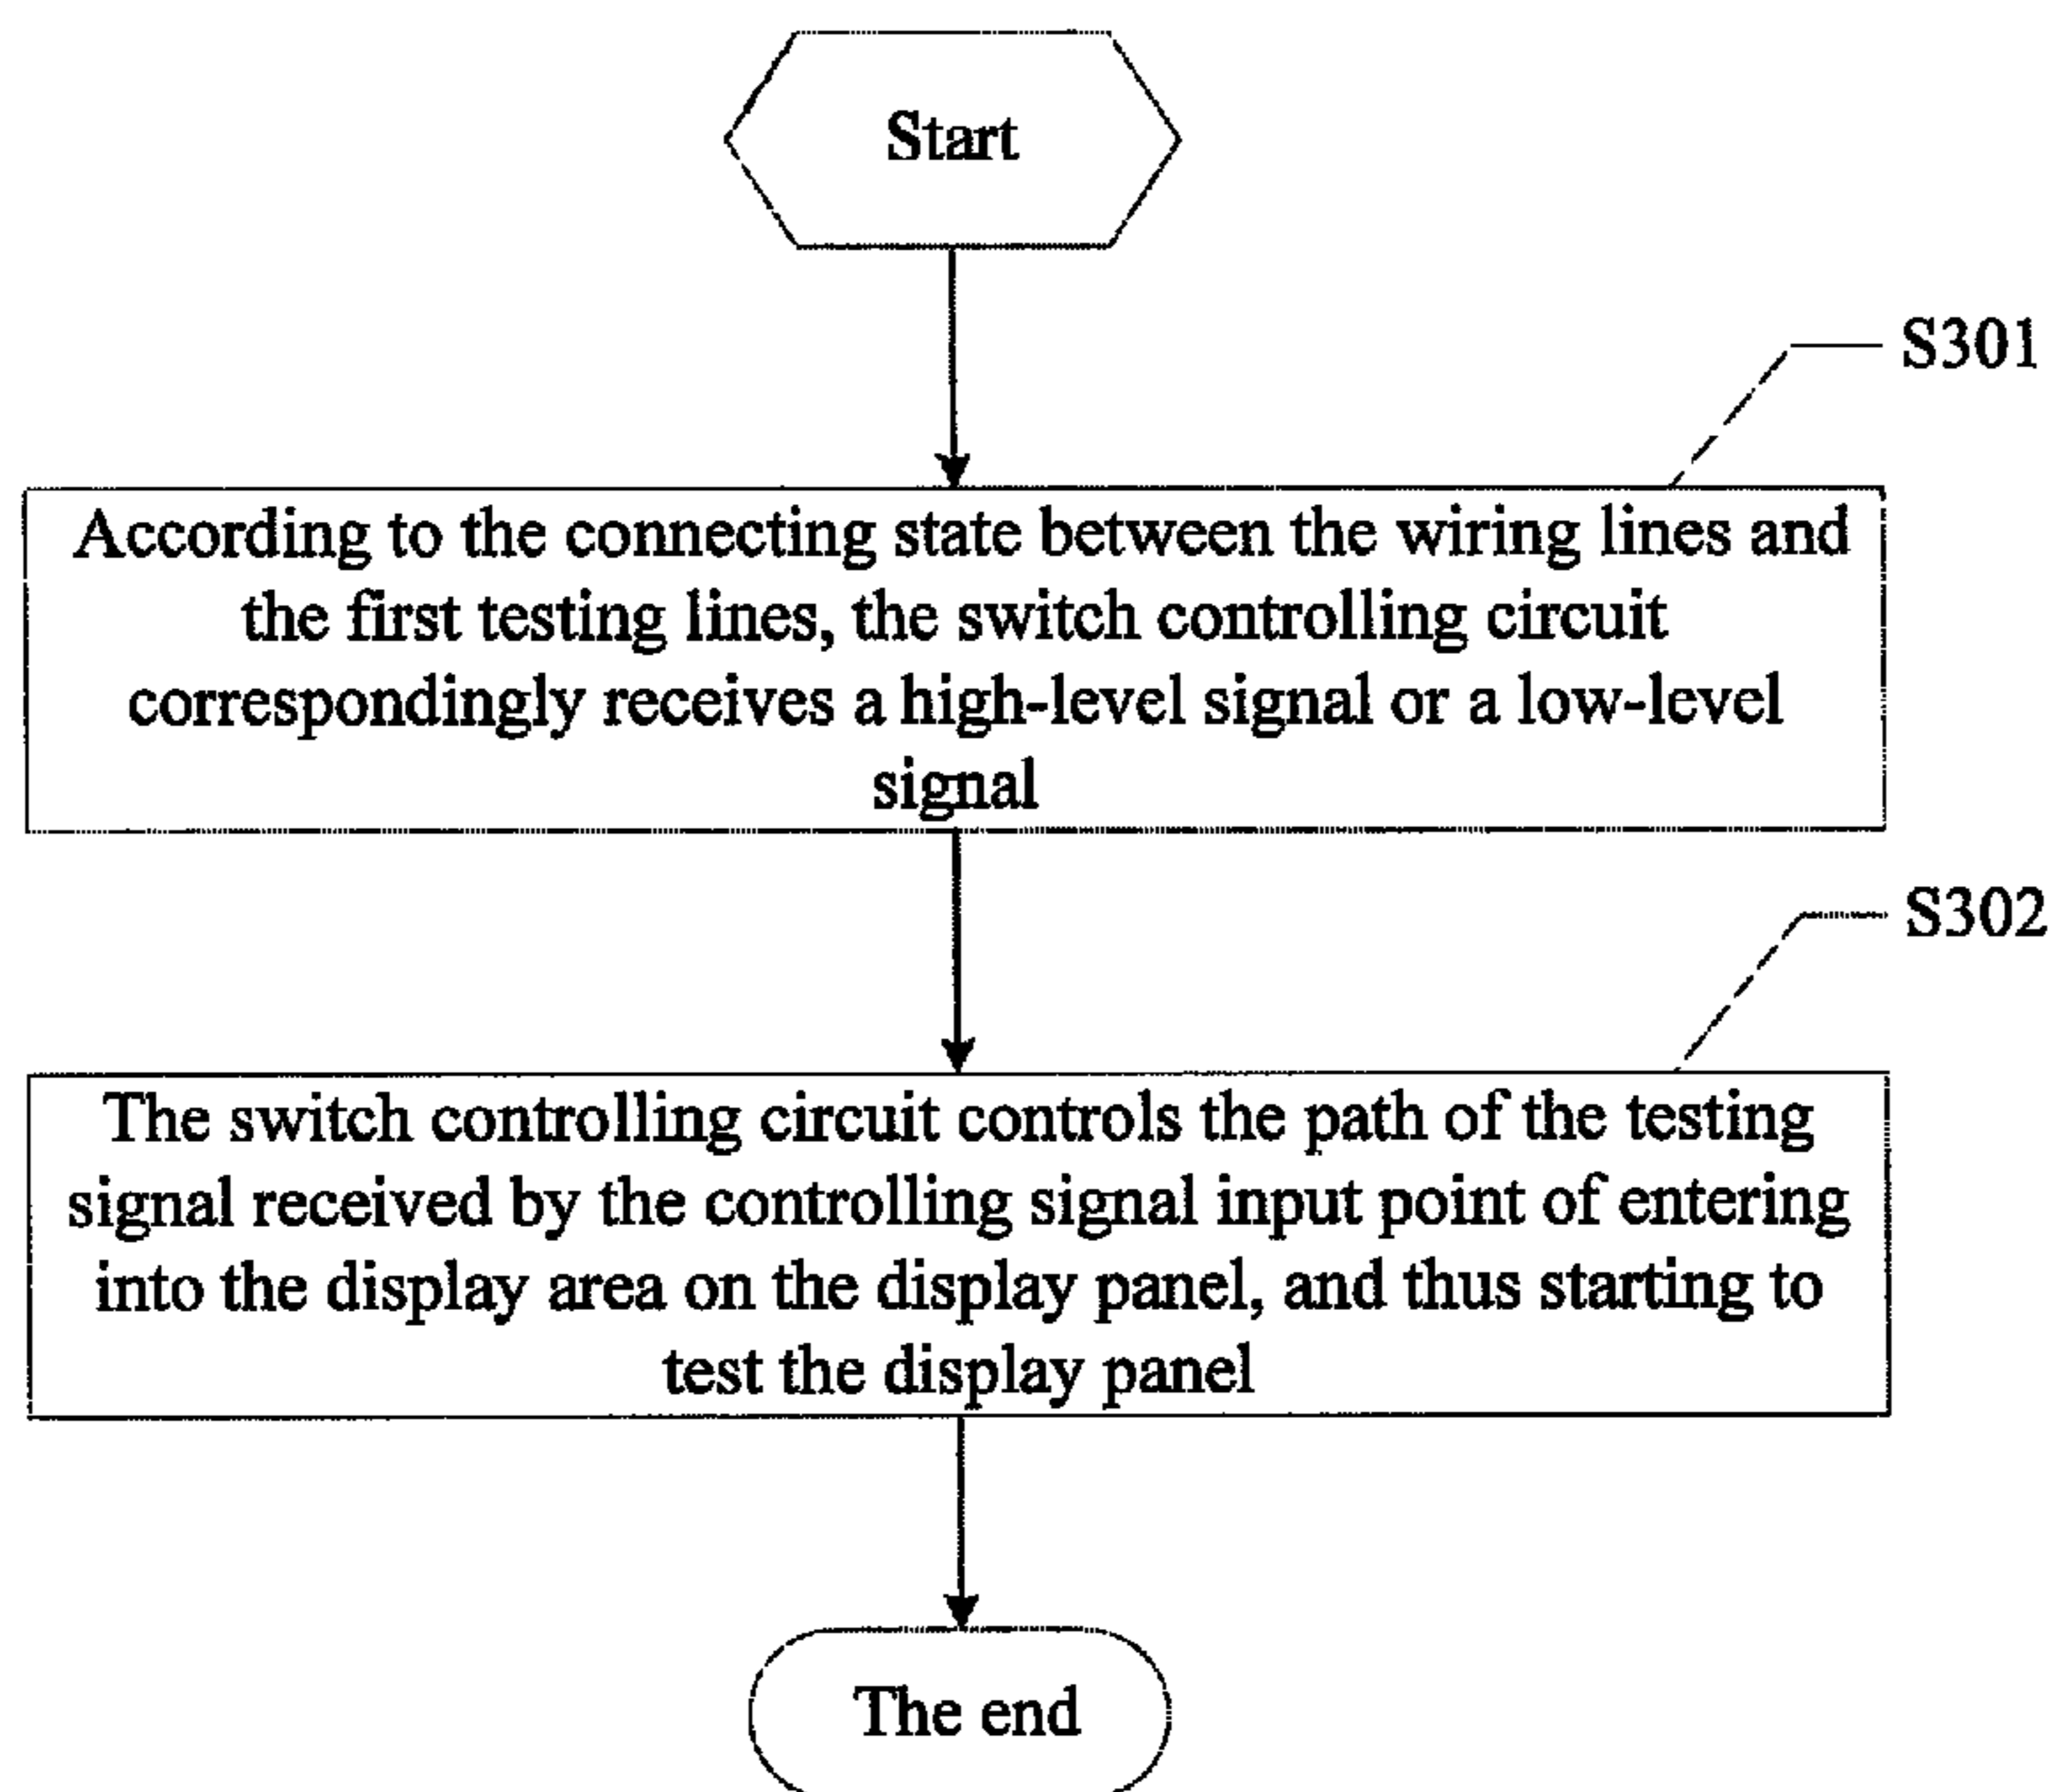 Start
S301
According to the connecting state between the wiring lines and
the first testing lines, the switch controlling circuit
correspondingly receives a high-level signal or a low-level
signal
S302
The switch controlling circuit controls the path of the testing
signal received by the controlling signal input point of entering
into the display area on the display panel, and thus starting to
test the display panel
The end